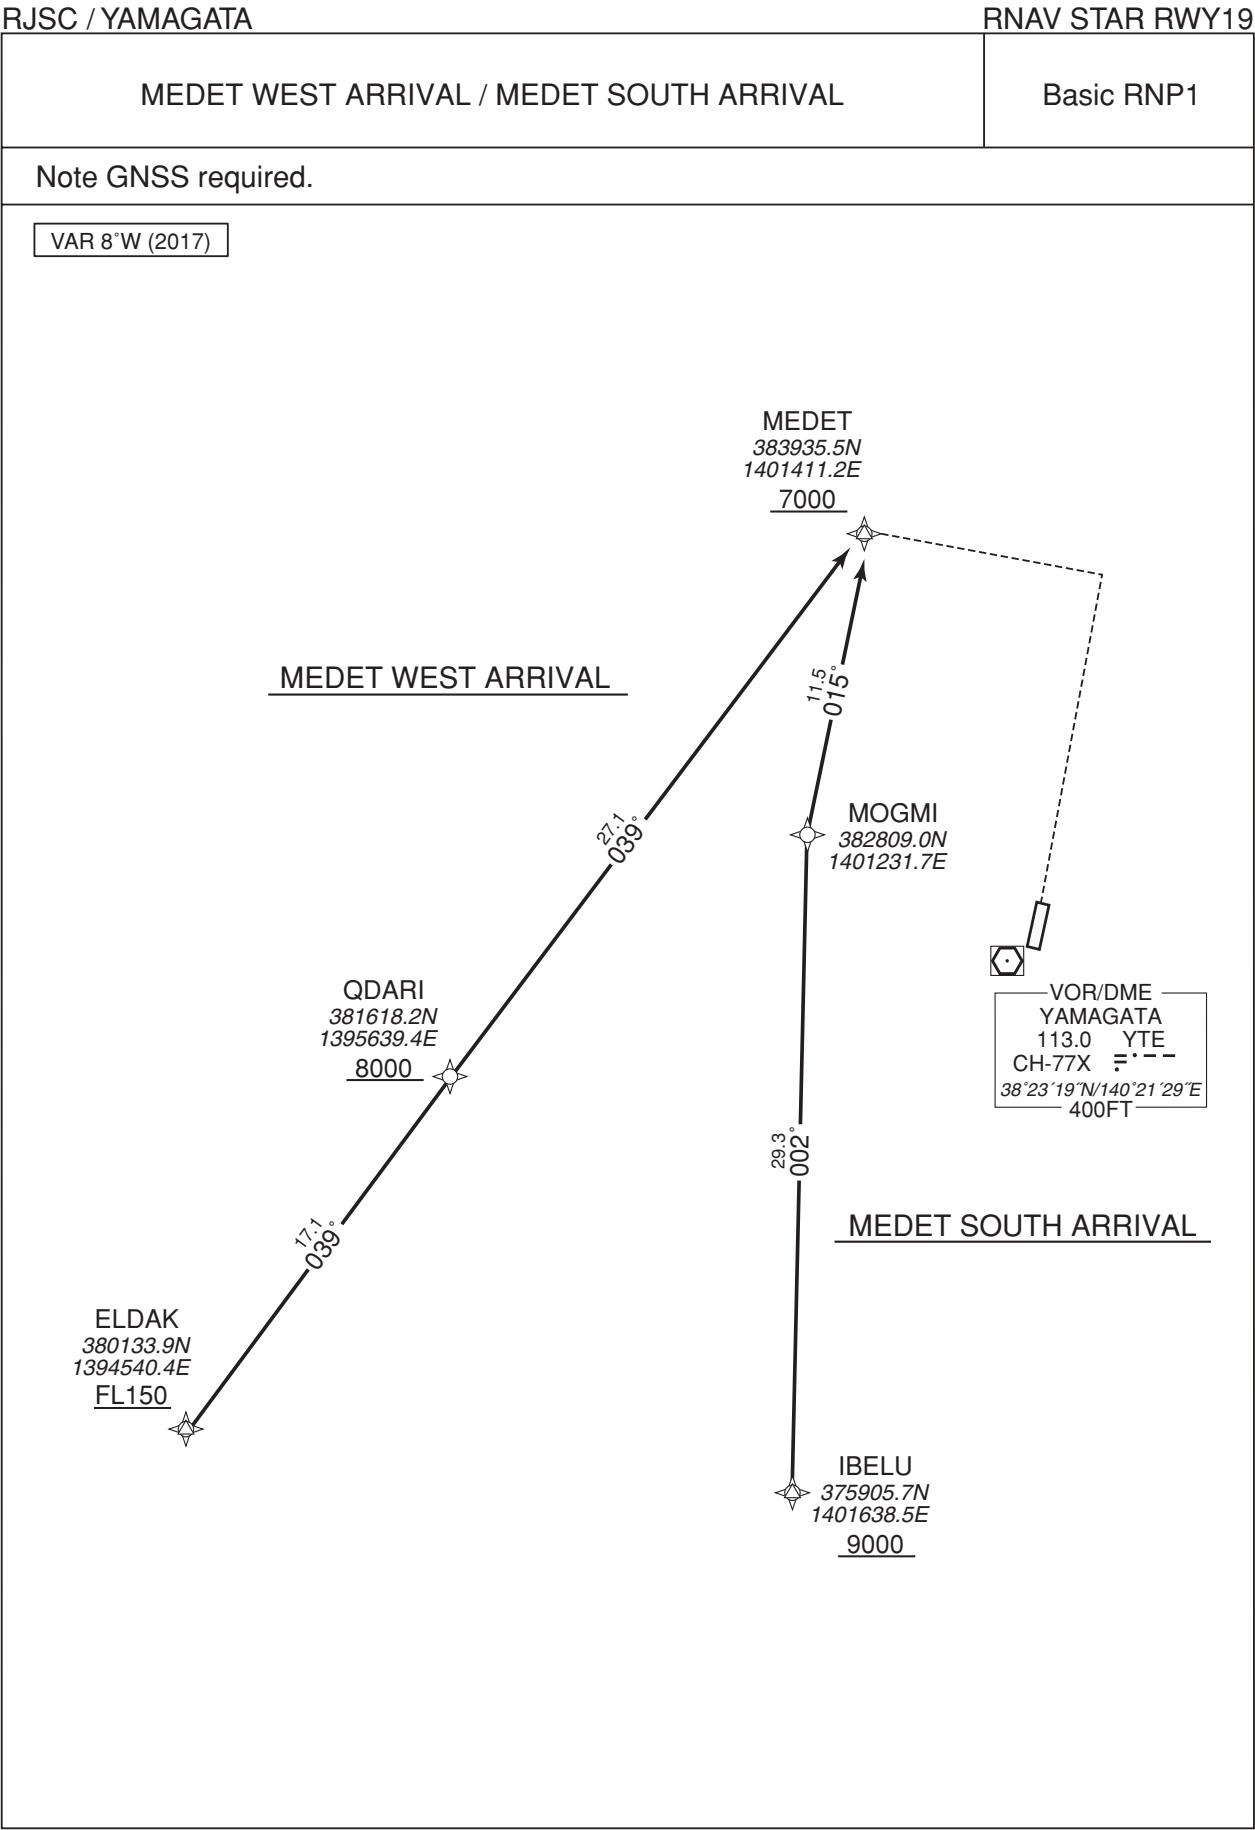 RJSC / YAMAGATA
RNAV STAR RWY19
MEDET WEST ARRIVAL / MEDET SOUTH ARRIVAL
Basic RNP1
Note GNSS required.
VAR 8˚W (2017)
MEDET
383935.5N
1401411.2E
7000
MEDET WEST ARRIVAL
11.5
015˚
MOGMI
382809.0N
1401231.7E
27.1
039˚
QDARI
381618.2N
1395639.4E
8000
VOR/DME
YAMAGATA
113.0 YTE
CH-77X
38˚23´19˝N/140˚21´29˝E
400FT
29.3
002˚
MEDET SOUTH ARRIVAL
17.1
039˚
ELDAK
380133.9N
1394540.4E
FL150
IBELU
375905.7N
1401638.5E
9000